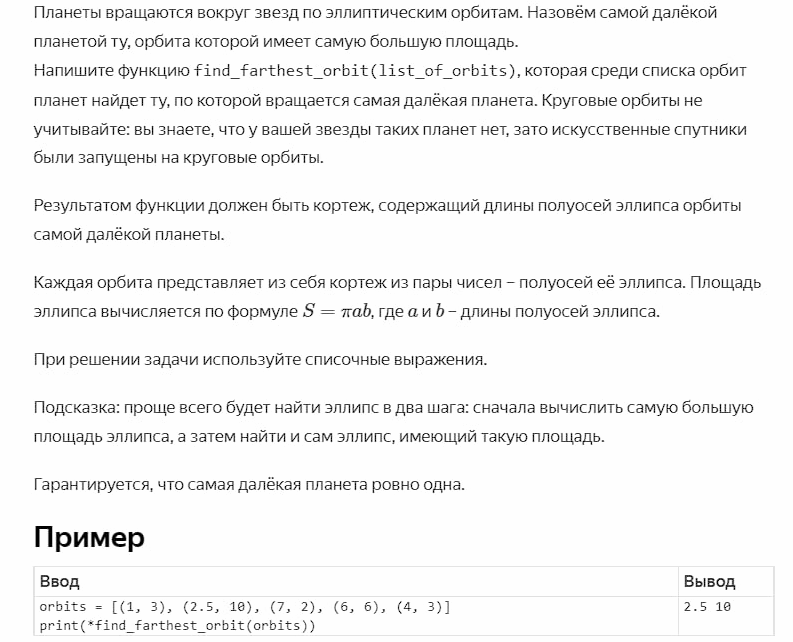 Планеты вращаются вокруг звезд по эллиптическим орбитам. Назовём самой далёкой
планетой ту, орбита которой имеет самую большую площадь.
Напишите функцию find_farthest_orbit(list_of_orbits), которая среди списка орбит
планет найдет ту, по которой вращается самая далёкая планета. Круговые орбиты не
учитывайте: вы знаете, что у вашей звезды таких планет нет, зато искусственные спутники
были запущены на круговые орбиты.
Результатом функции должен быть кортеж, содержащий длины полуосей эллипса орбиты
самой далёкой планеты.
Каждая орбита представляет из себя кортеж из пары чисел – полуосей её эллипса. Площадь
эллипса вычисляется по формуле S = πab, где a и b – длины полуосей эллипса.
При решении задачи используйте списочные выражения.
Подсказка: проще всего будет найти эллипс в два шага: сначала вычислить самую большую
площадь эллипса, а затем найти и сам эллипс, имеющий такую площадь.
Гарантируется, что самая далёкая планета ровно одна.
Пример
Ввод Вывод
orbits = [(1, 3), (2.5, 10), (7, 2), (6, 6), (4, 3)] 2.5 10
print(*find_farthest_orbit(orbits))